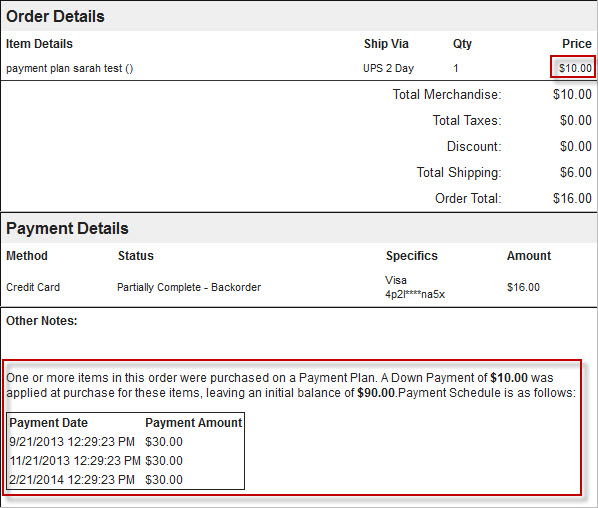 Order Details
Item Details Ship Via Qty Price
payment plan sarah test () UPS 2 Day 1 $10.00
Total Merchandise: $10.00
Total Taxes: $0.00
Discount: $0.00
Total Shipping: $6.00
Order Total: $16.00
Payment Details
Method Status Specifics Amount
Credit Card Partially Complete - Backorder Visa $16.00
4p2l****na5x
Other Notes:
One or more items in this order were purchased on a Payment Plan. A Down Payment of $10.00 was
applied at purchase for these items, leaving an initial balance of $90.00.Payment Schedule is as follows:
Payment Date Payment Amount
9/21/2013 12:29:23 PM $30.00
11/21/2013 12:29:23 PM $30.00
2/21/2014 12:29:23 PM $30.00